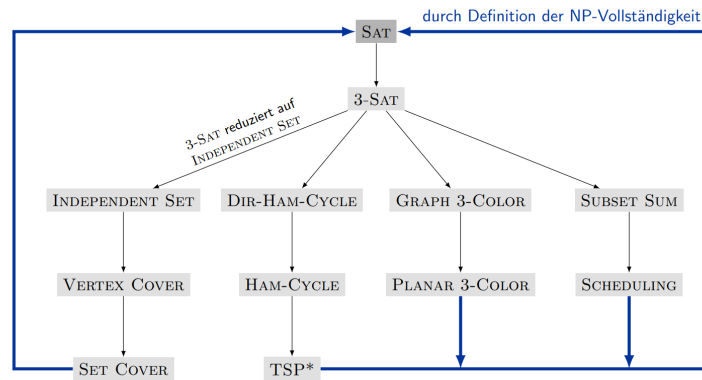 durch Definition der NP-Vollständigkeit
SAT
3-SAT
3-SAT reduziert auf
INDEPENDENT SET
INDEPENDENT SET
DIR-HAM-CYCLE
GRAPH 3-COLOR
SUBSET SUM
VERTEX COVER
HAM-CYCLE
PLANAR 3-COLOR
SCHEDULING
SET COVER
TSP*